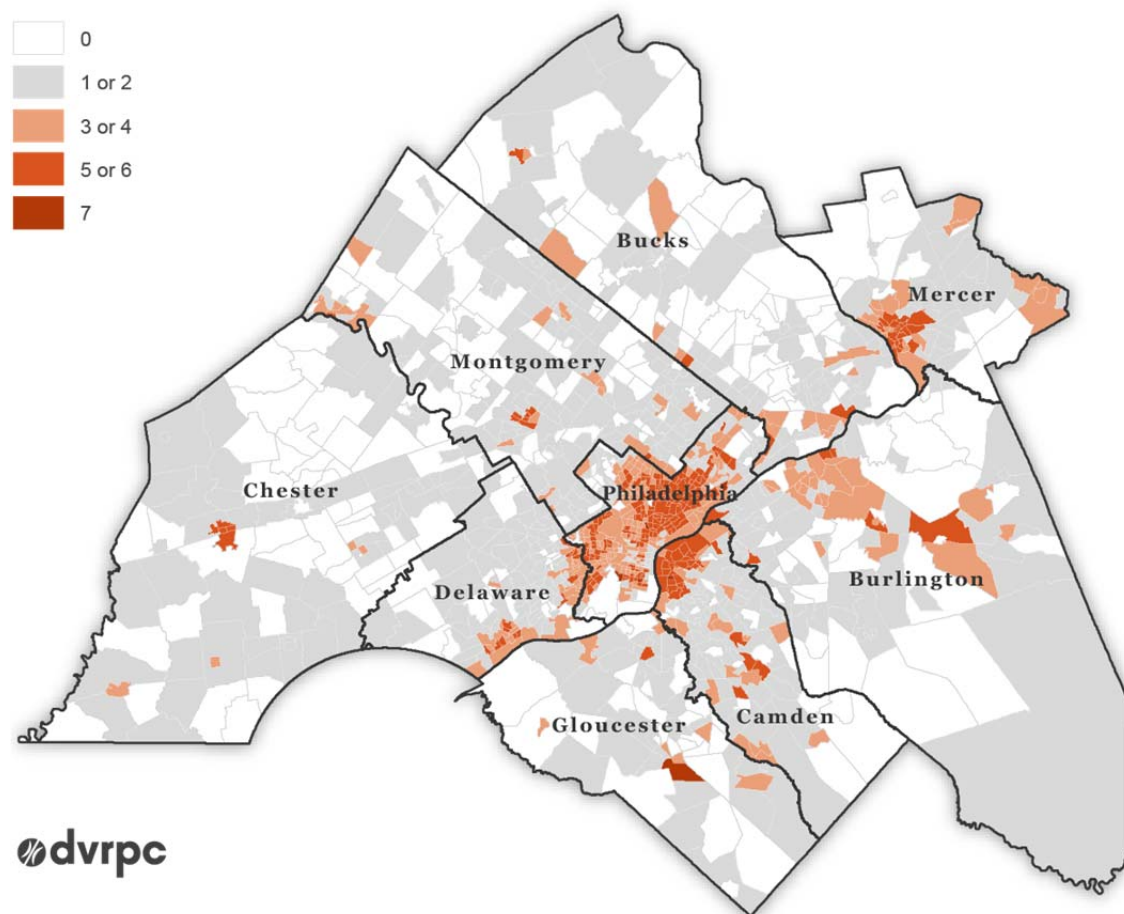 0
1 or 2
3 or 4
5 or 6
7
Bucks
Mercer
Montgomery
Chester
Philadelphia
Burlington
Delaware
Gloucester
Camden
dvrpc